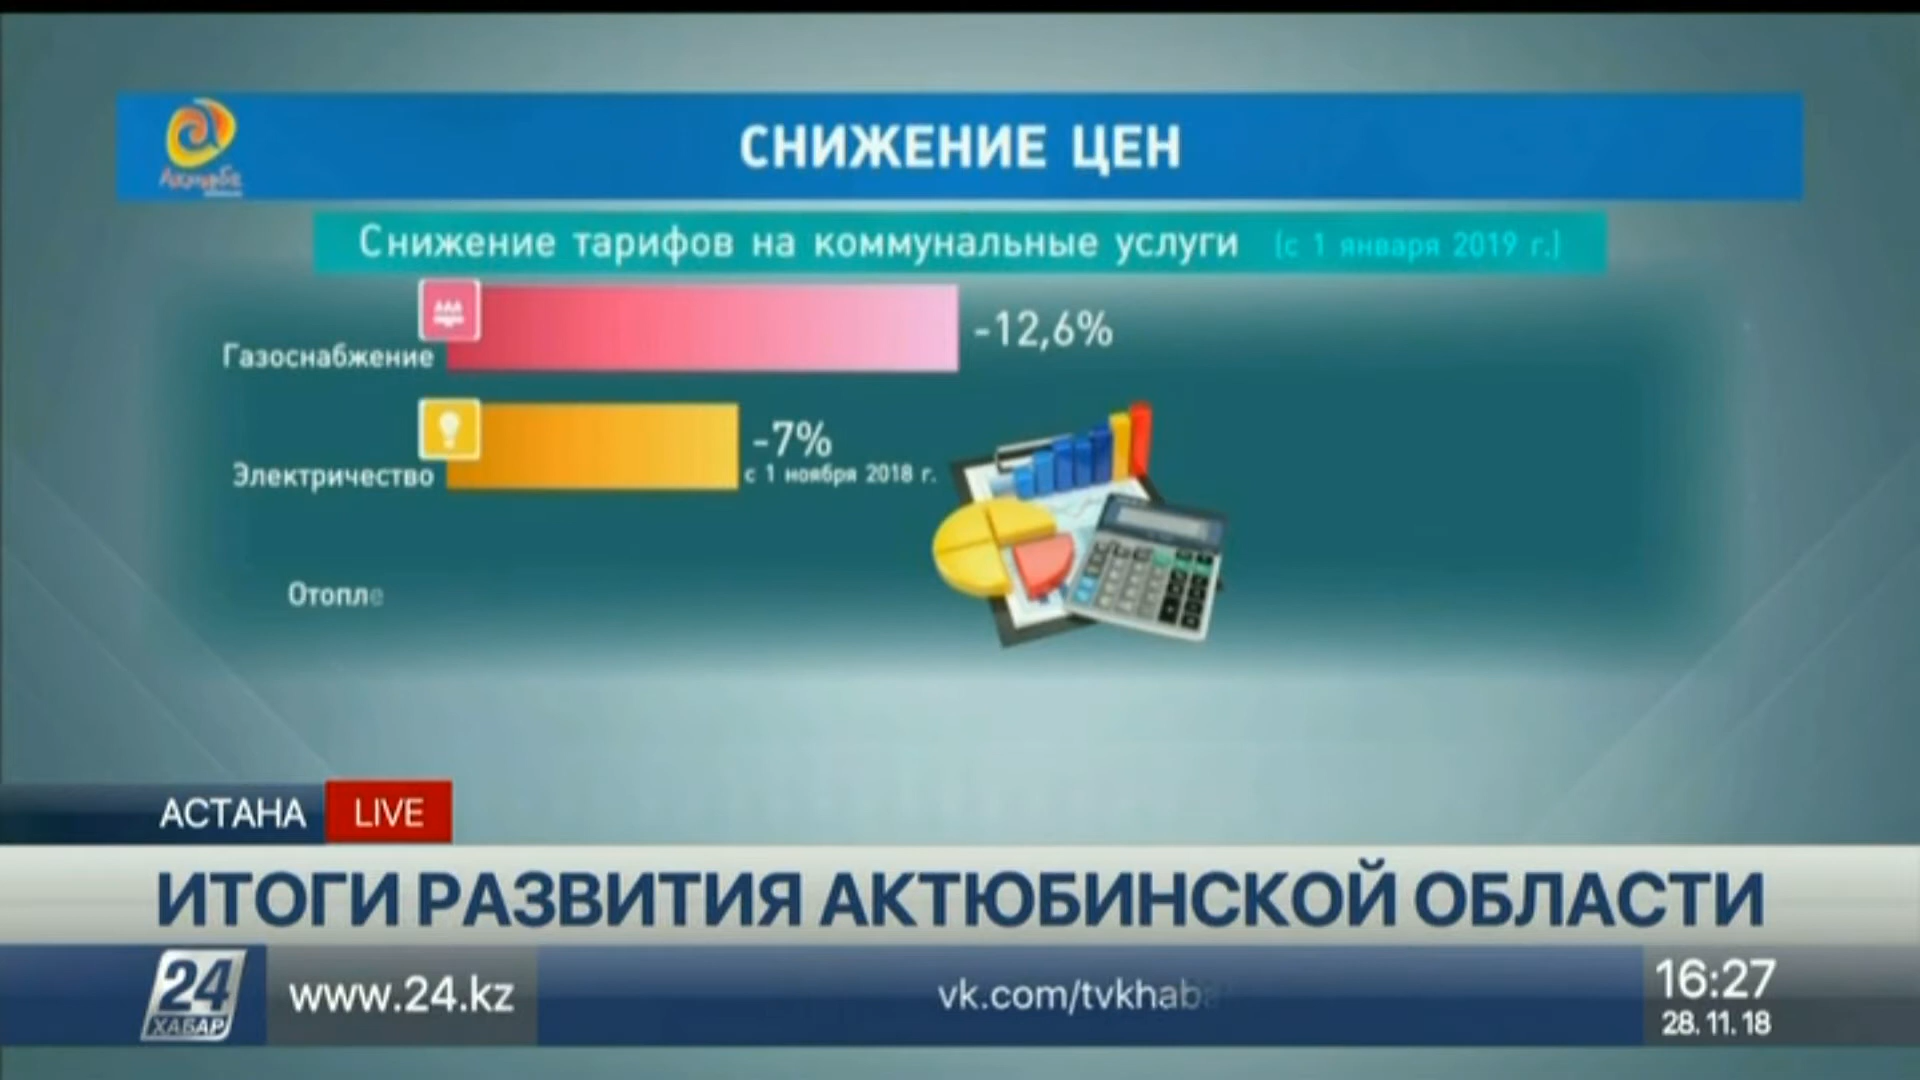 СНИЖЕНИЕ ЦЕН
Снижение тарифов на коммунальные услуги (с 1 января 2019 г.)
Газоснабжение
-12,6%
Электричество
-7%
с 1 ноября 2018 г.
Отопле
АСТАНА
LIVE
ИТОГИ РАЗВИТИЯ АКТЮБИНСКОЙ ОБЛАСТИ
24
ХАБАР
www.24.kz
vk.com/tvkhaba
16:27
28.11.18